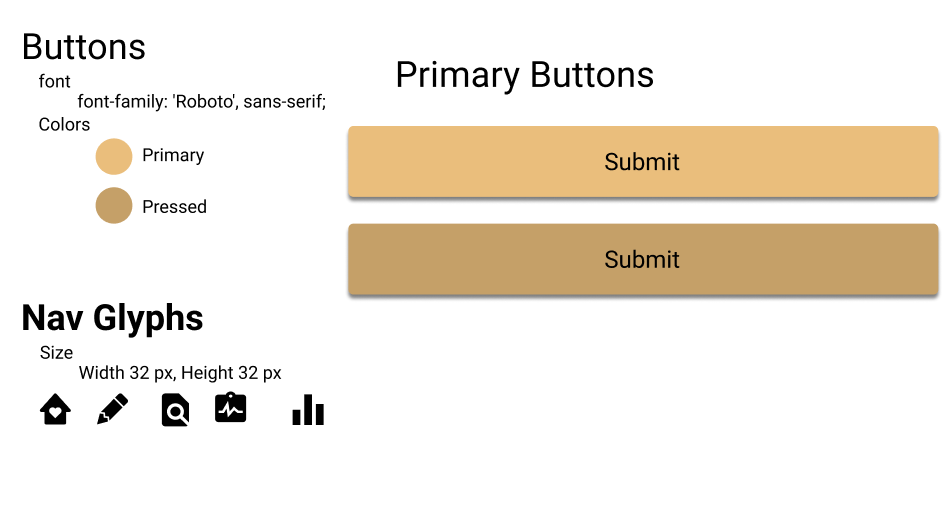 Buttons
font
font-family: 'Roboto', sans-serif;
Colors
Primary
Pressed
Primary Buttons
Submit
Submit
Nav Glyphs
Size
Width 32 px, Height 32 px